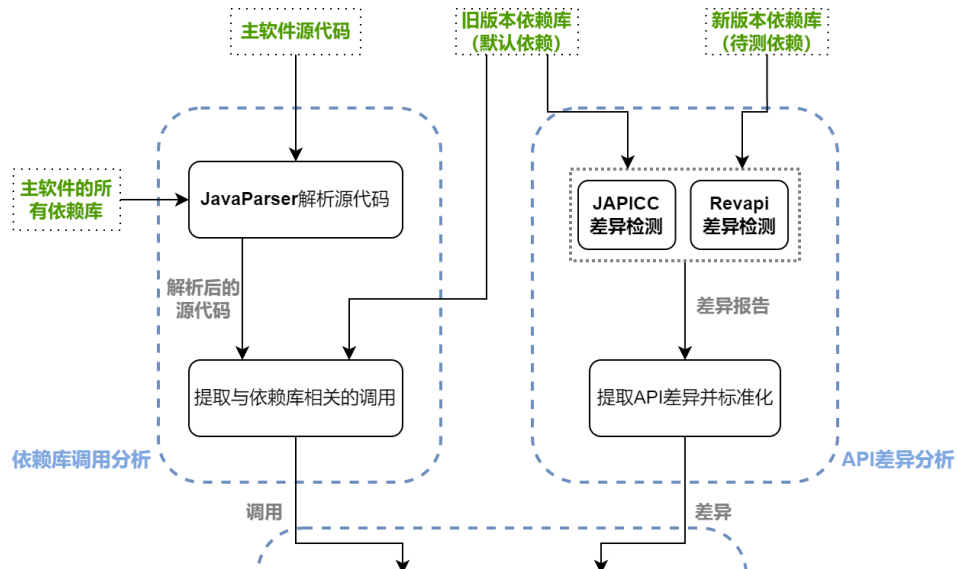 主软件源代码
旧版本依赖库
（默认依赖）
新版本依赖库
（待测依赖）
主软件的所
有依赖库
JavaParser解析源代码
JAPICC
差异检测
Revapi
差异检测
解析后的
源代码
差异报告
提取与依赖库相关的调用
提取API差异并标准化
依赖库调用分析
API差异分析
调用
差异